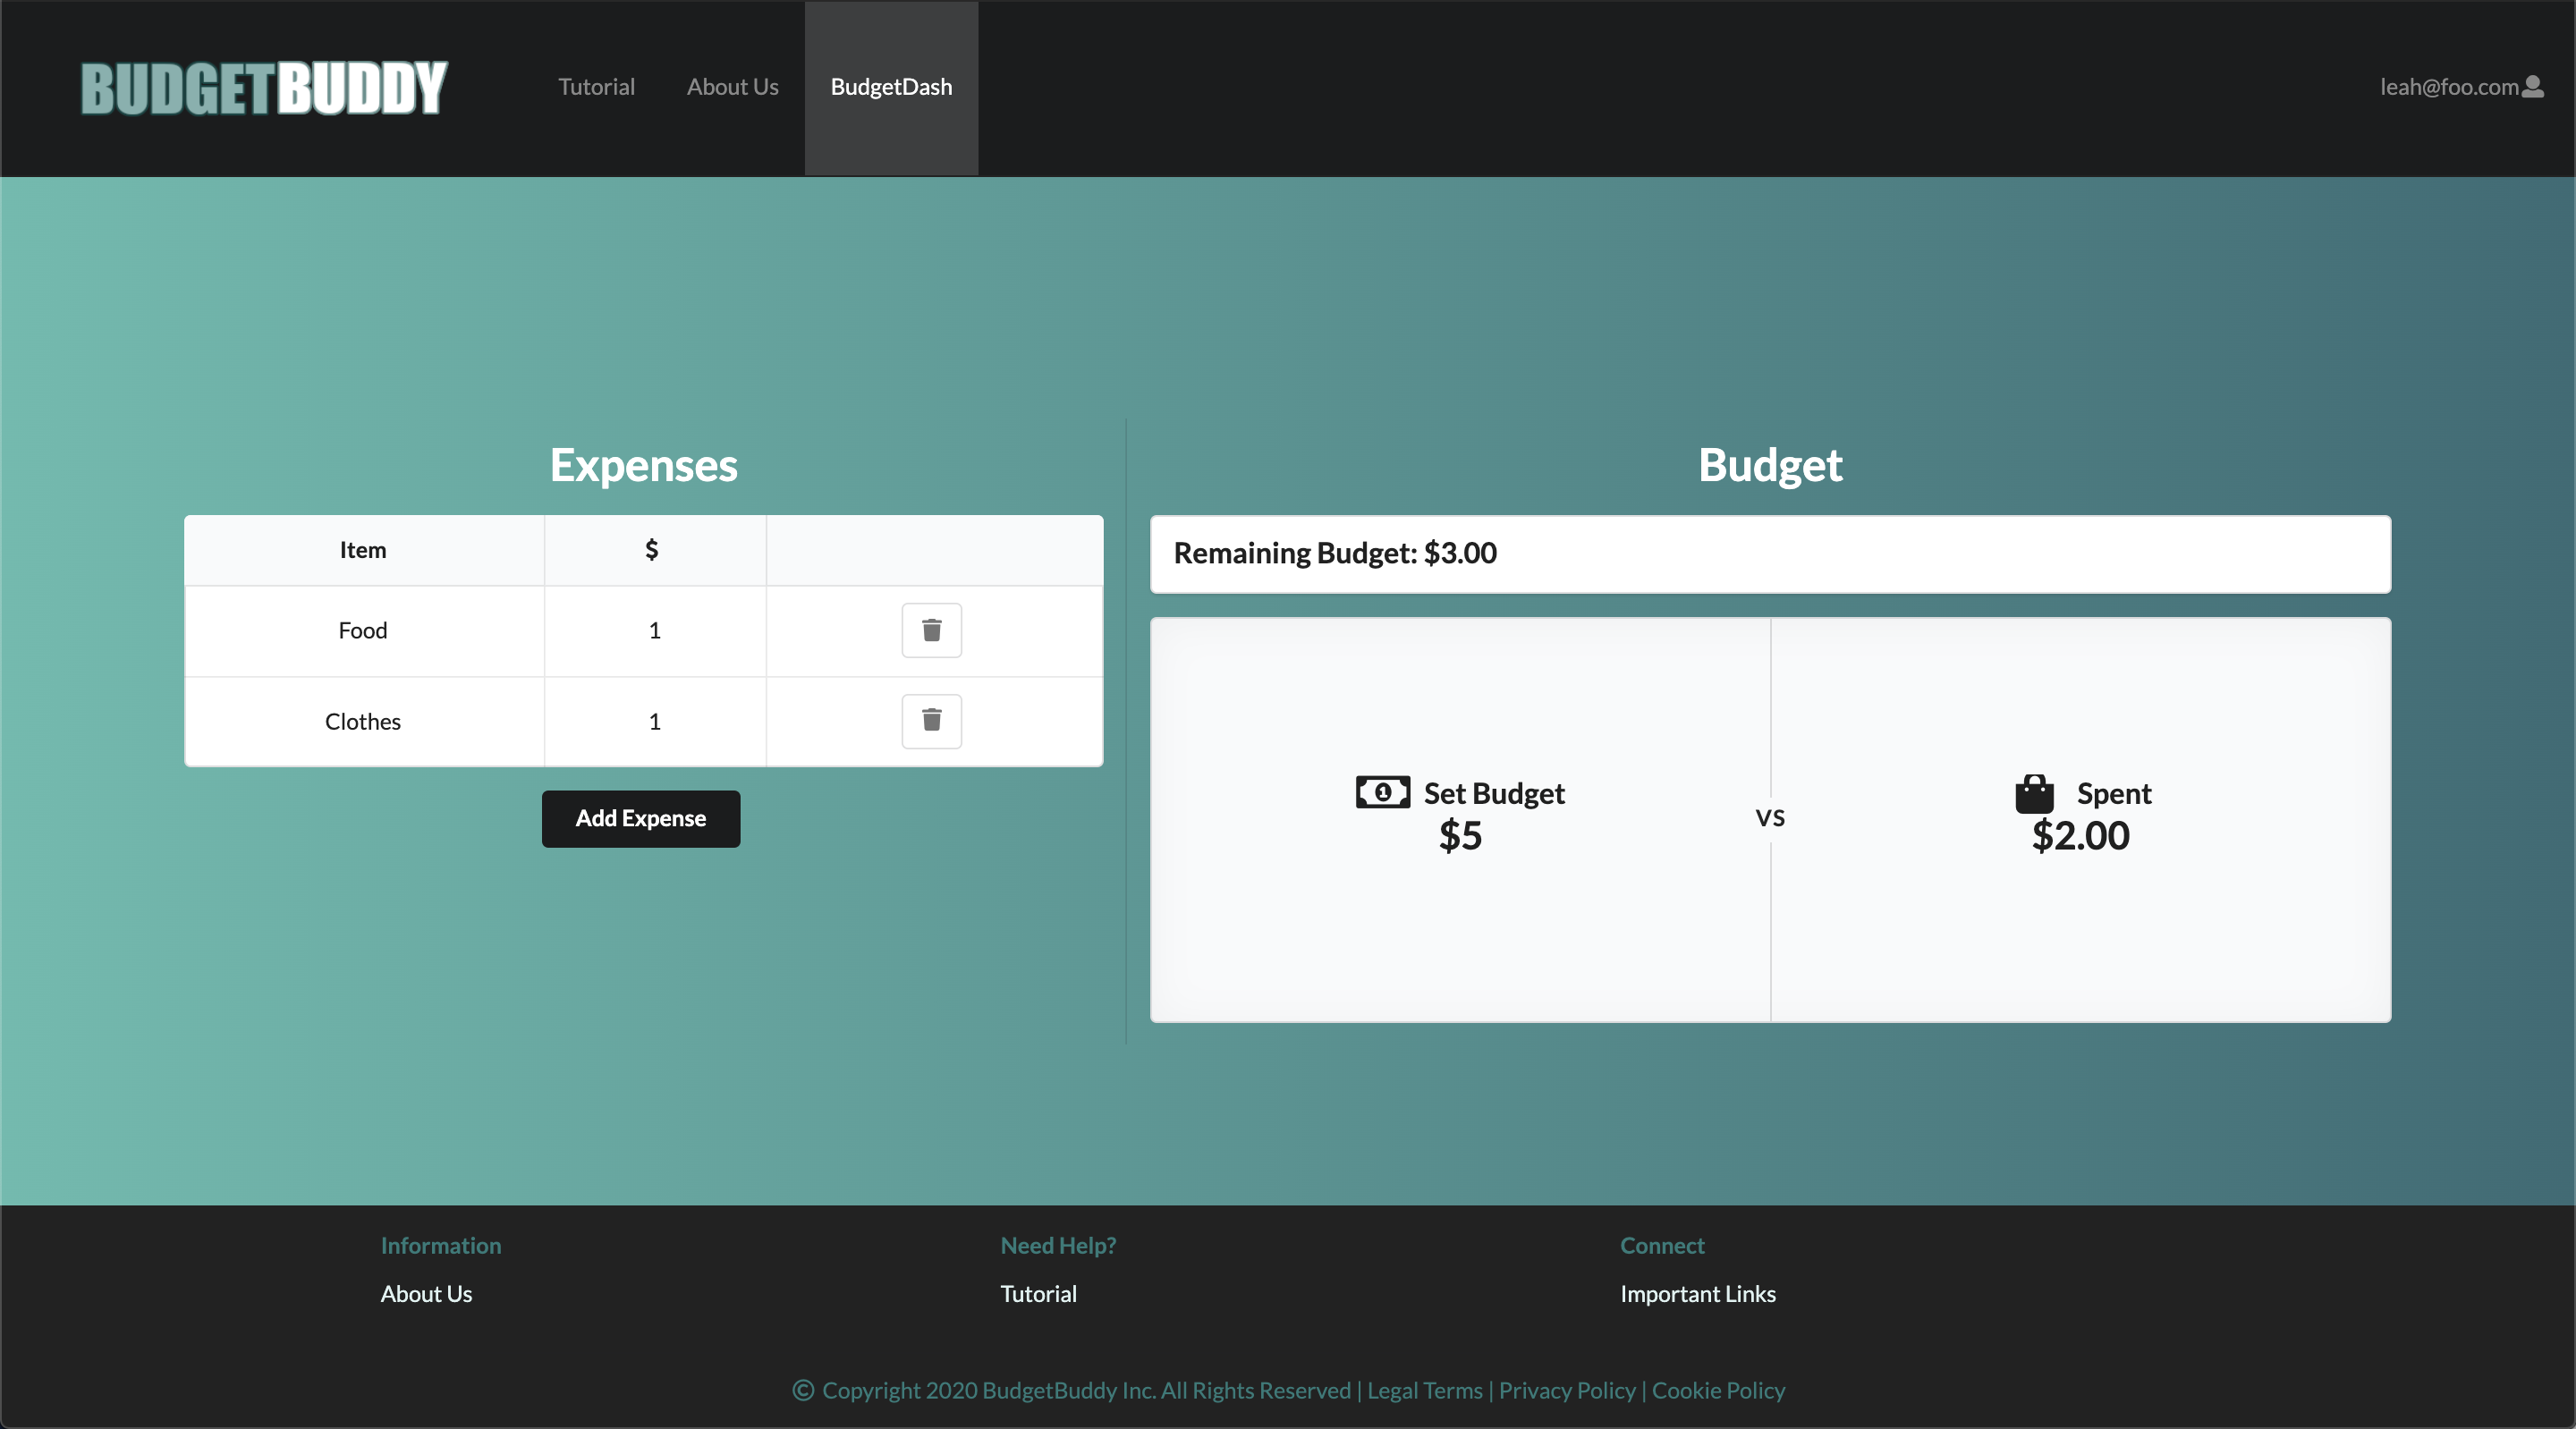 BUDGETBUDDY Tutorial About Us BudgetDash leah@foo.com
Expenses
Item $
Food 1
Clothes 1
Add Expense
Budget
Remaining Budget: $3.00
Set Budget
$5
VS
Spent
$2.00
Information
About Us
Need Help?
Tutorial
Connect
Important Links
© Copyright 2020 BudgetBuddy Inc. All Rights Reserved | Legal Terms | Privacy Policy | Cookie Policy